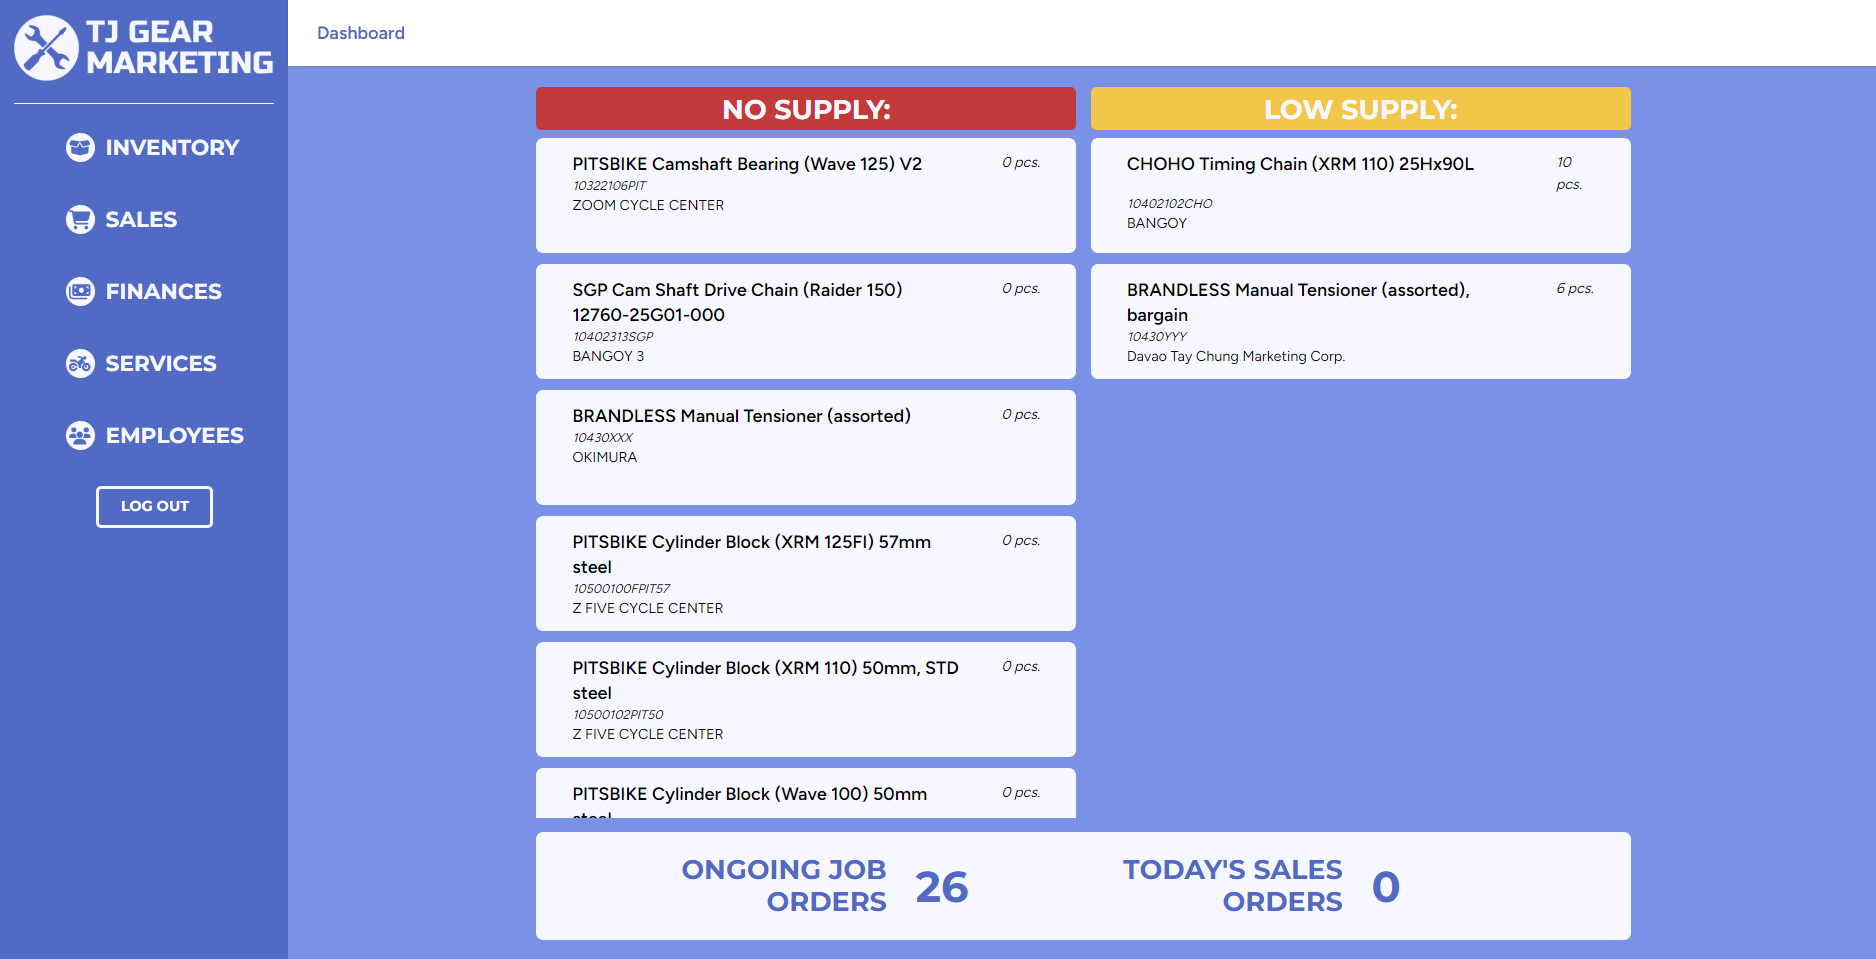 TJ GEAR
MARKETING
INVENTORY
SALES
FINANCES
SERVICES
EMPLOYEES
LOG OUT
Dashboard
NO SUPPLY:
PITSBIKE Camshaft Bearing (Wave 125) V2
0 pcs.
10322106PIT
ZOOM CYCLE CENTER
SGP Cam Shaft Drive Chain (Raider 150)
12760-25G01-000
0 pcs.
10402313SGP
BANGOY 3
BRANDLESS Manual Tensioner (assorted)
0 pcs.
10430XXX
OKIMURA
PITSBIKE Cylinder Block (XRM 125FI) 57mm
steel
0 pcs.
10500100FPIT57
Z FIVE CYCLE CENTER
PITSBIKE Cylinder Block (XRM 110) 50mm, STD
steel
0 pcs.
10500102PIT50
Z FIVE CYCLE CENTER
PITSBIKE Cylinder Block (Wave 100) 50mm
steel
0 pcs.
LOW SUPPLY:
CHOHO Timing Chain (XRM 110) 25Hx90L
10
pcs.
10402102CHO
BANGOY
BRANDLESS Manual Tensioner (assorted),
bargain
6 pcs.
10430YYY
Davao Tay Chung Marketing Corp.
ONGOING JOB
ORDERS
26
TODAY'S SALES
ORDERS
0